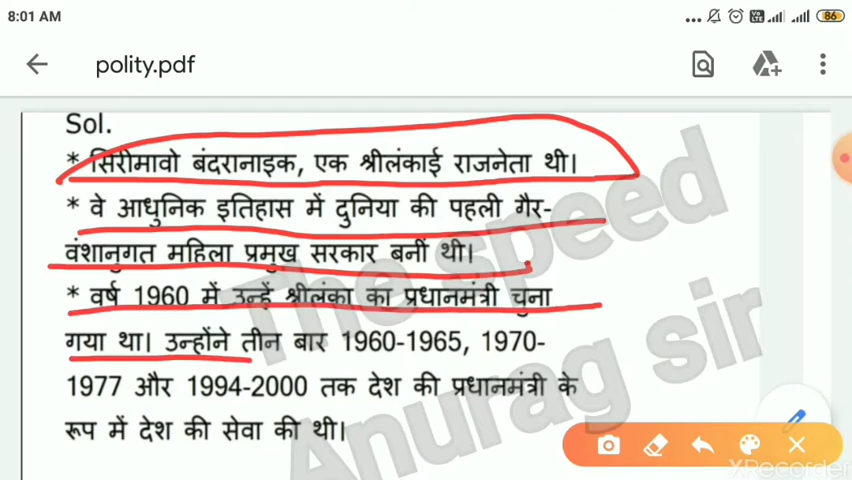 8:01 AM
86
polity.pdf
Sol.
* सिरीमावो बंदरानाइक, एक श्रीलंकाई राजनेता थी।
* वे आधुनिक इतिहास में दुनिया की पहली गैर-
वंशानुगत महिला प्रमुख सरकार बनीं थी।
* वर्ष 1960 में उन्हें श्रीलंका का प्रधानमंत्री चुना
गया था। उन्होंने तीन बार 1960-1965, 1970-
1977 और 1994-2000 तक देश की प्रधानमंत्री के
रूप में देश की सेवा की थी।
The speed
Anurag sir
XRecorder